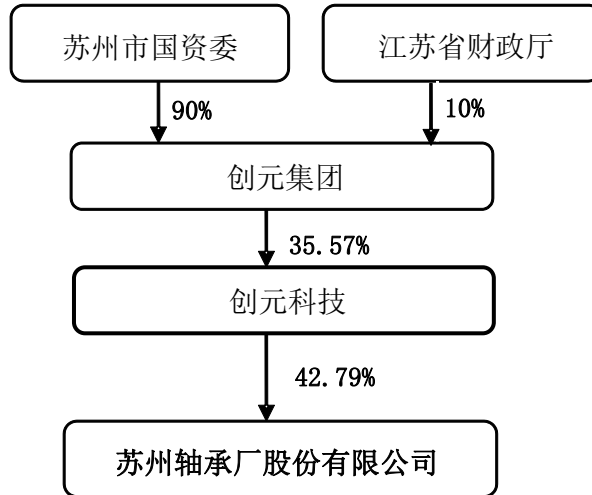 苏州市国资委
江苏省财政厅
90%
10%
创元集团
35.57%
创元科技
42.79%
苏州轴承厂股份有限公司